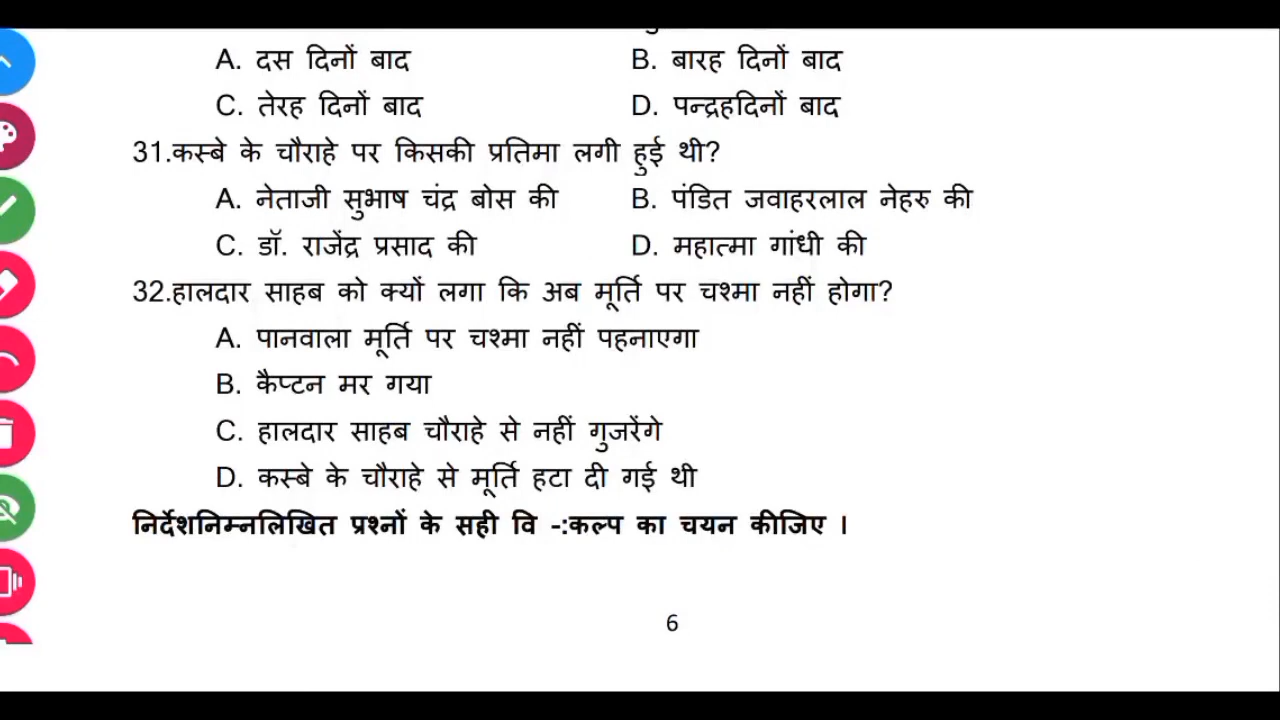 A. दस दिनों बाद B. बारह दिनों बाद
C. तेरह दिनों बाद D. पन्द्रहदिनों बाद
31.कस्बे के चौराहे पर किसकी प्रतिमा लगी हुई थी?
A. नेताजी सुभाष चंद्र बोस की B. पंडित जवाहरलाल नेहरु की
C. डॉ. राजेंद्र प्रसाद की D. महात्मा गांधी की
32.हालदार साहब को क्यों लगा कि अब मूर्ति पर चश्मा नहीं होगा?
A. पानवाला मूर्ति पर चश्मा नहीं पहनाएगा
B. कैप्टन मर गया
C. हालदार साहब चौराहे से नहीं गुजरेंगे
D. कस्बे के चौराहे से मूर्ति हटा दी गई थी
निर्देशनिम्नलिखित प्रश्नों के सही वि -:कल्प का चयन कीजिए ।
6